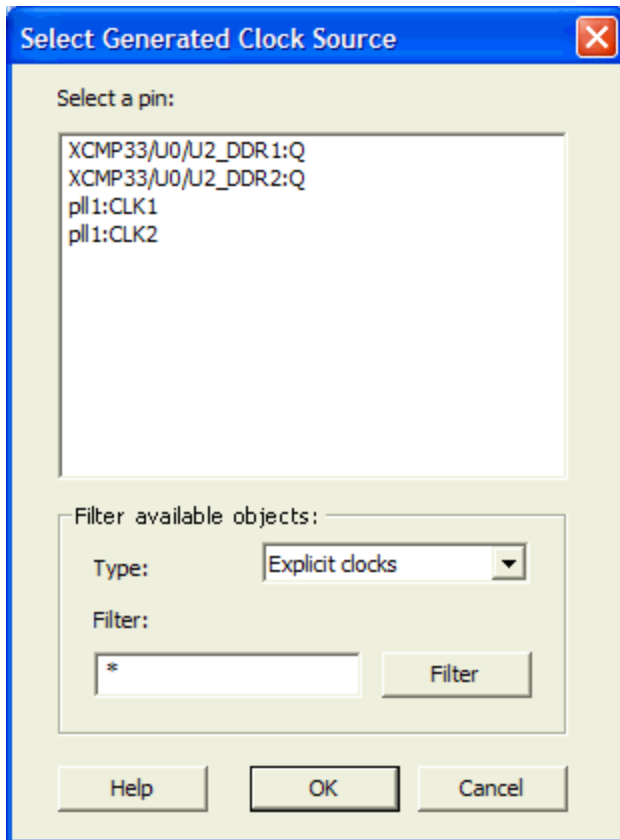 Select Generated Clock Source
Select a pin:
XCMP33/U0/U2_DDR1:Q
XCMP33/U0/U2_DDR2:Q
pll1:CLK1
pll1:CLK2
Filter available objects:
Type:
Explicit clocks
Filter:
*
Filter
Help
OK
Cancel